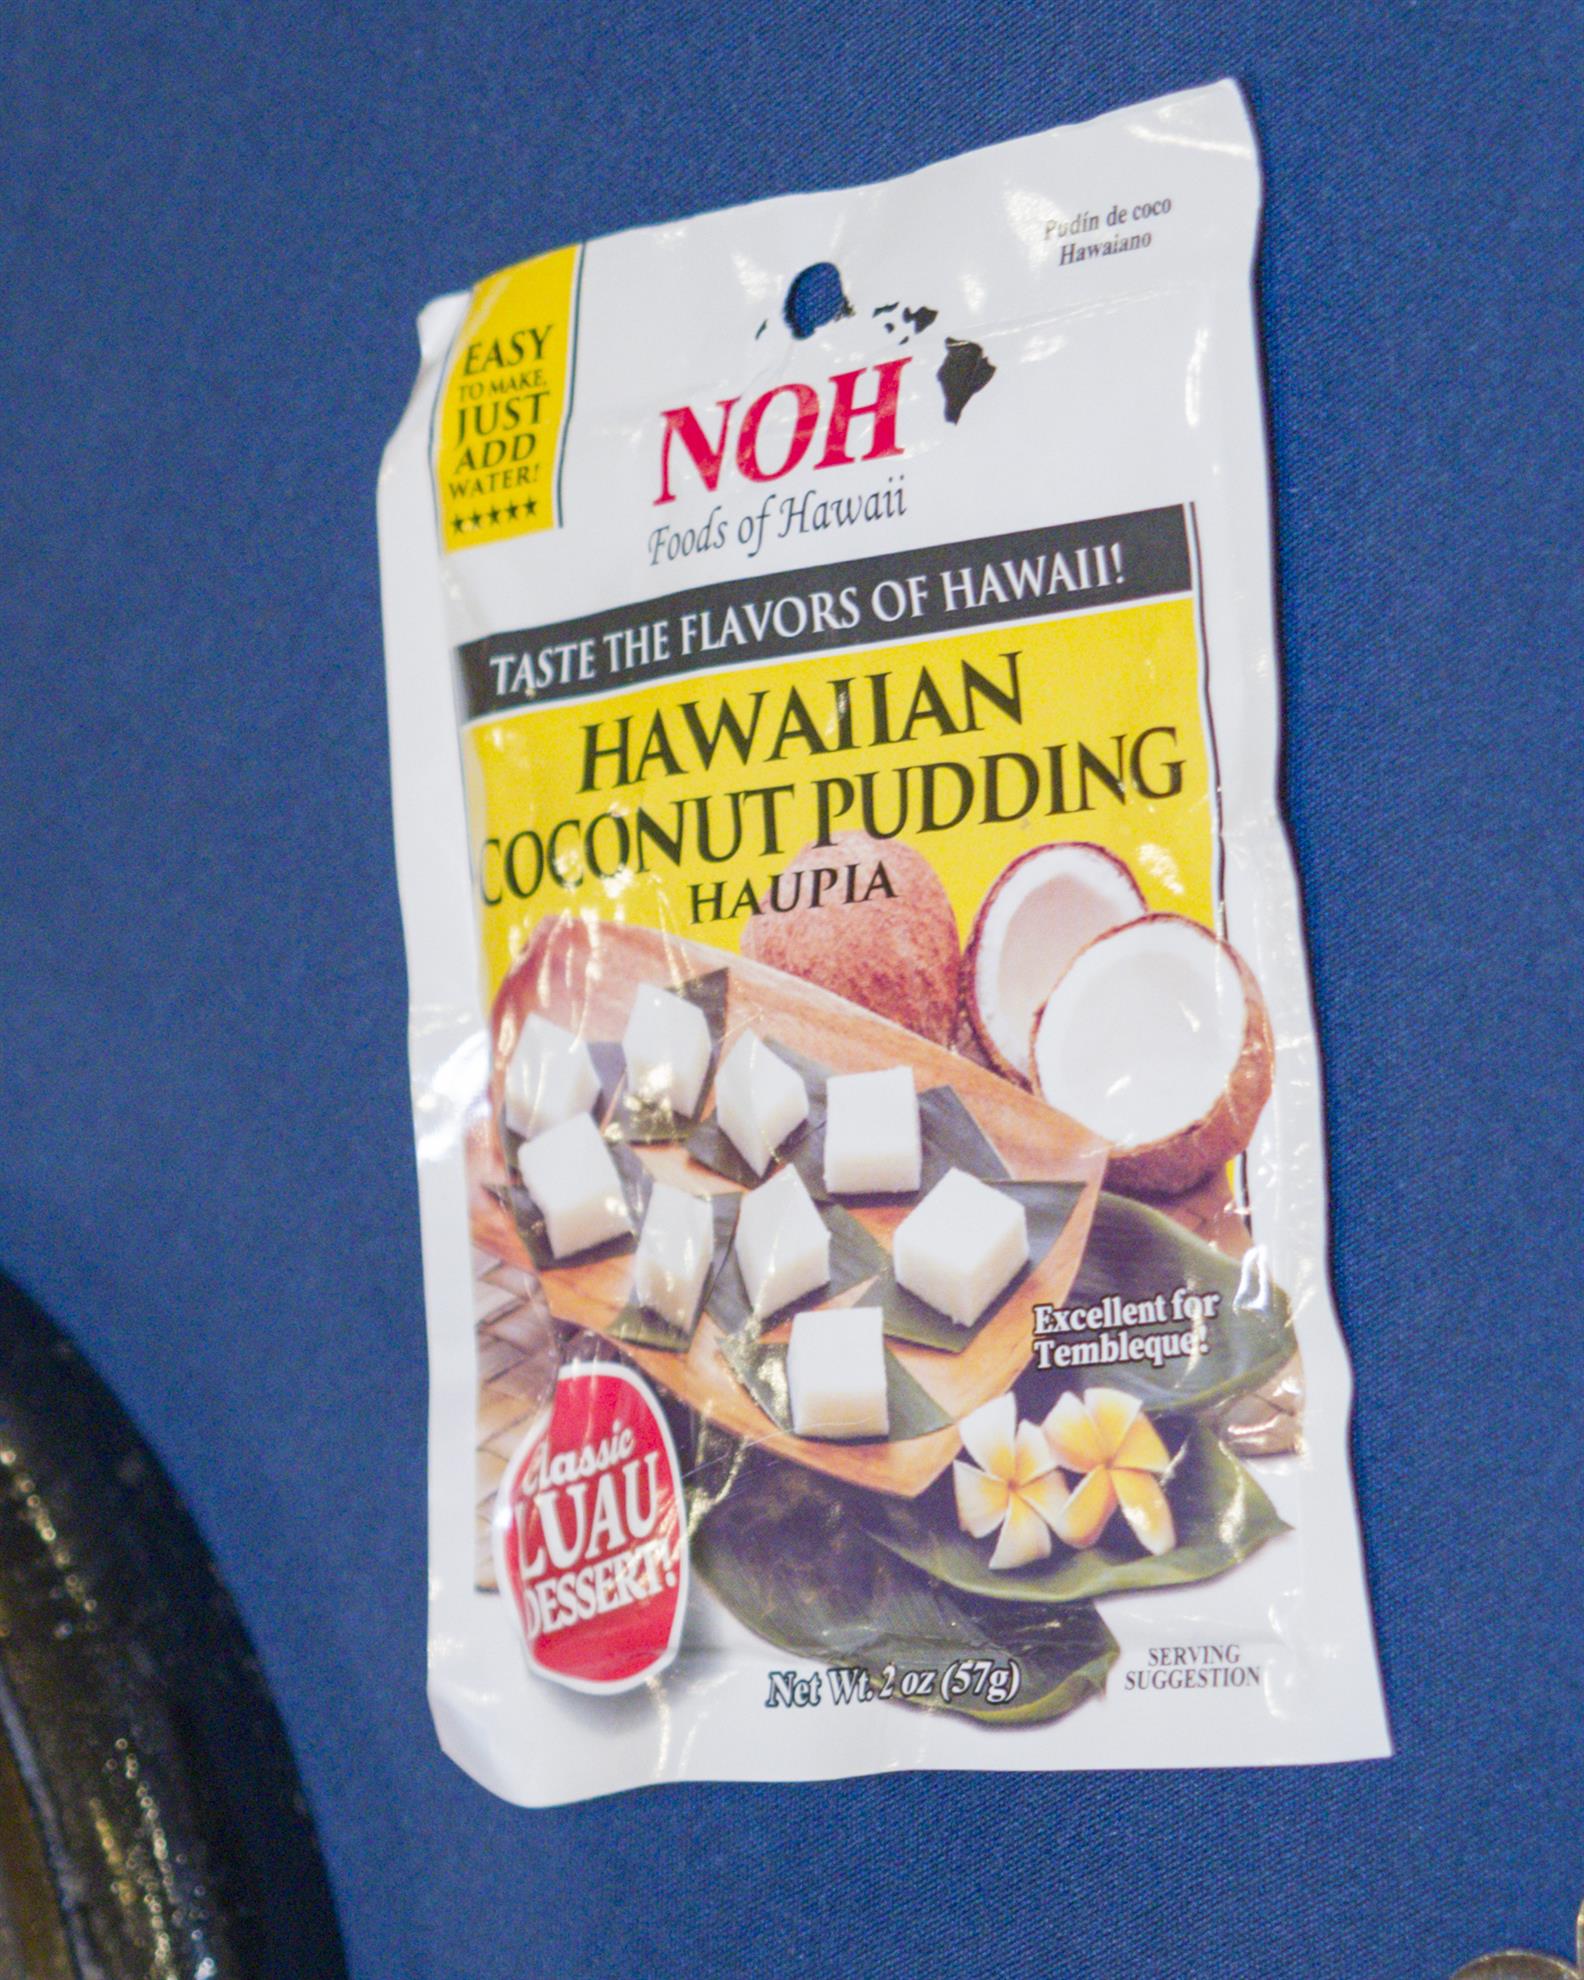 Pudín de coco
Hawaiano
EASY
TO MAKE,
JUST
ADD
WATER!
NOH
Foods of Hawaii
TASTE THE FLAVORS OF HAWAII!
HAWAIIAN
COCONUT PUDDING
HAUPIA
Excellent for
Tembleque!
Classic
LUAU
DESSERT!
Net Wt. 2 oz (57g)
SERVING
SUGGESTION